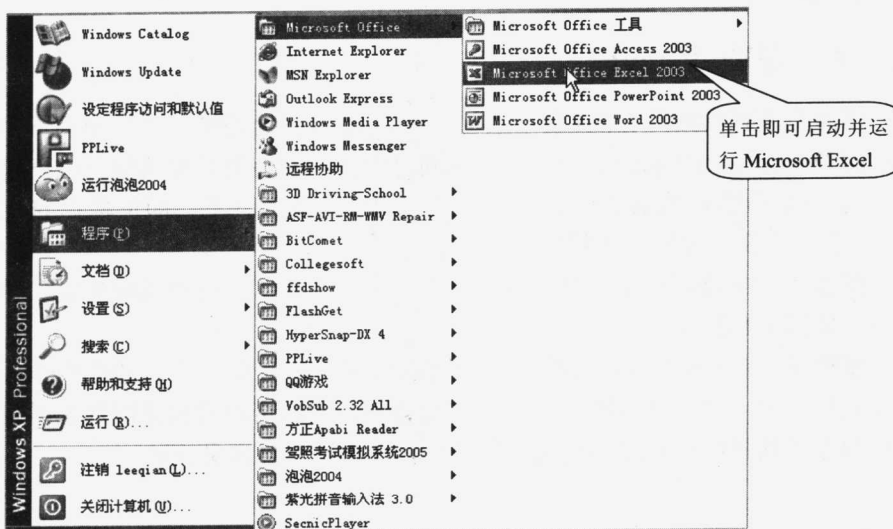 Windows Catalog
Windows Update
设定程序访问和默认值
PPLive
运行泡泡2004
程序(P)
文档(D)
设置(S)
搜索(C)
帮助和支持(H)
运行(R)...
注销 leeqian(L)...
关闭计算机(U)...
Windows XP Professional
Microsoft Office
Internet Explorer
MSN Explorer
Outlook Express
Windows Media Player
Windows Messenger
远程协助
3D Driving-School
ASF-AVI-RM-WMV Repair
BitComet
Collegesoft
ffdshow
FlashGet
HyperSnap-DX 4
PPLive
QQ游戏
VobSub 2.32 All
方正Apabi Reader
驾照考试模拟系统2005
泡泡2004
紫光拼音输入法 3.0
SecnicPlayer
Microsoft Office 工具
Microsoft Office Access 2003
Microsoft Office Excel 2003
Microsoft Office PowerPoint 2003
Microsoft Office Word 2003
单击即可启动并运
行 Microsoft Excel